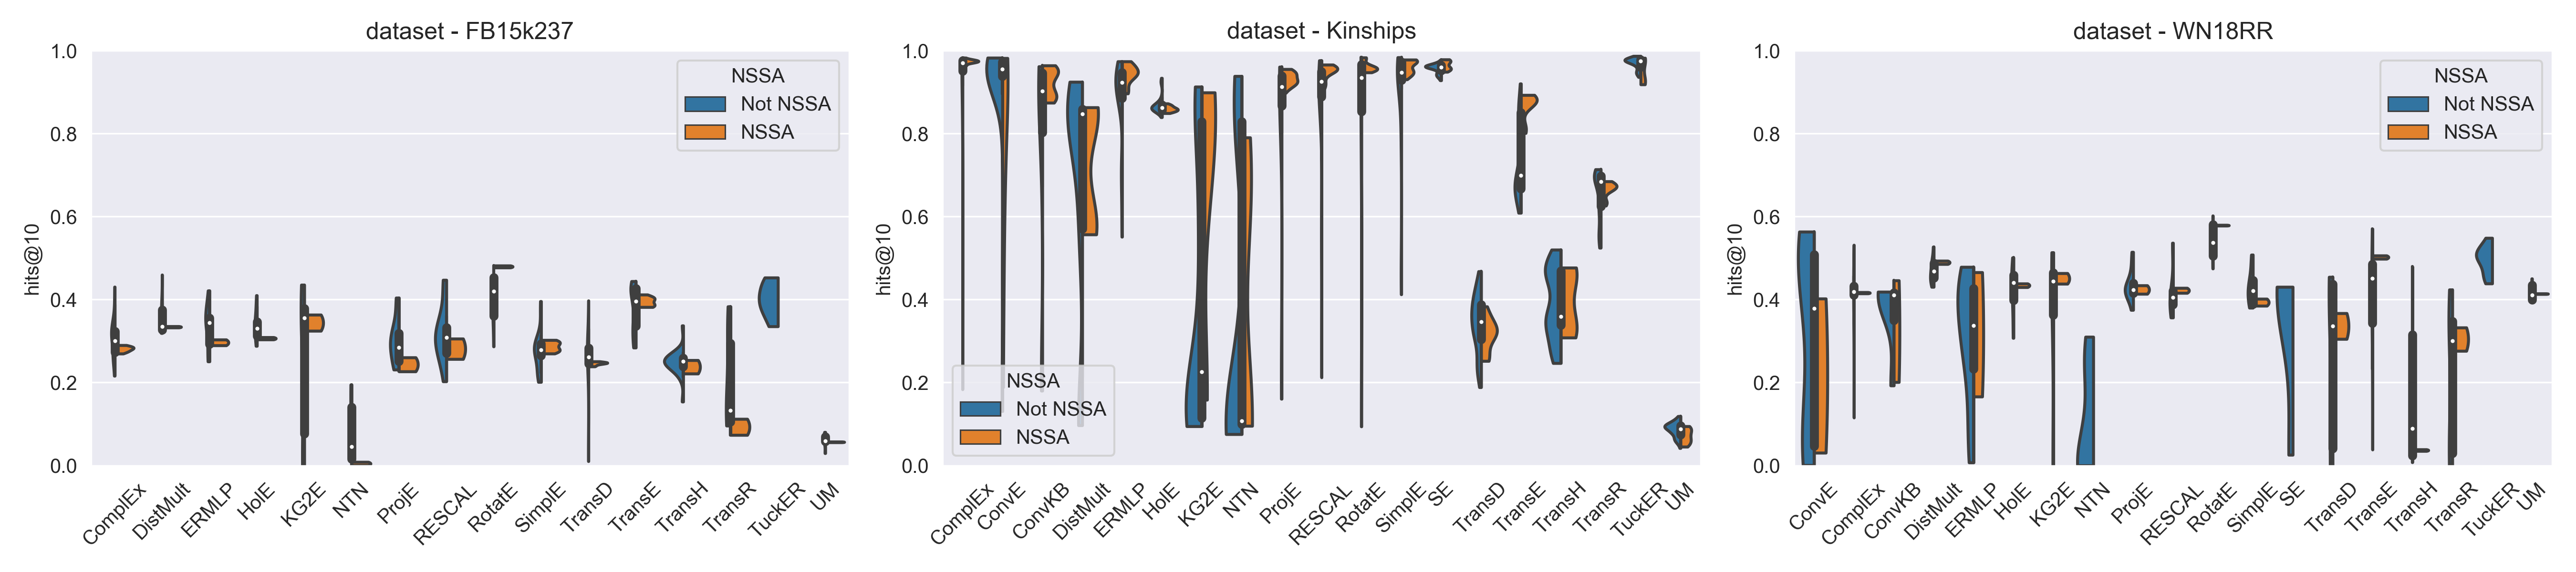 dataset - FB15k237
hits@10
1.0
0.8
0.6
0.4
0.2
0.0
NSSA
Not NSSA
NSSA
ComplEx
DistMult
ERMLP
HolE
KG2E
NTN
ProjE
RESCAL
RotatE
SimplE
TransD
TransE
TransH
TransR
TuckER
UM
dataset - Kinships
hits@10
1.0
0.8
0.6
0.4
0.2
0.0
NSSA
Not NSSA
NSSA
ComplEx
ConvE
ConvKB
DistMult
ERMLP
HolE
KG2E
NTN
ProjE
RESCAL
RotatE
SimplE
SE
TransD
TransE
TransH
TransR
TuckER
UM
dataset - WN18RR
hits@10
1.0
0.8
0.6
0.4
0.2
0.0
NSSA
Not NSSA
NSSA
ConvE
ComplEx
ConvKB
DistMult
ERMLP
HolE
KG2E
NTN
ProjE
RESCAL
RotatE
SimplE
SE
TransD
TransE
TransH
TransR
TuckER
UM